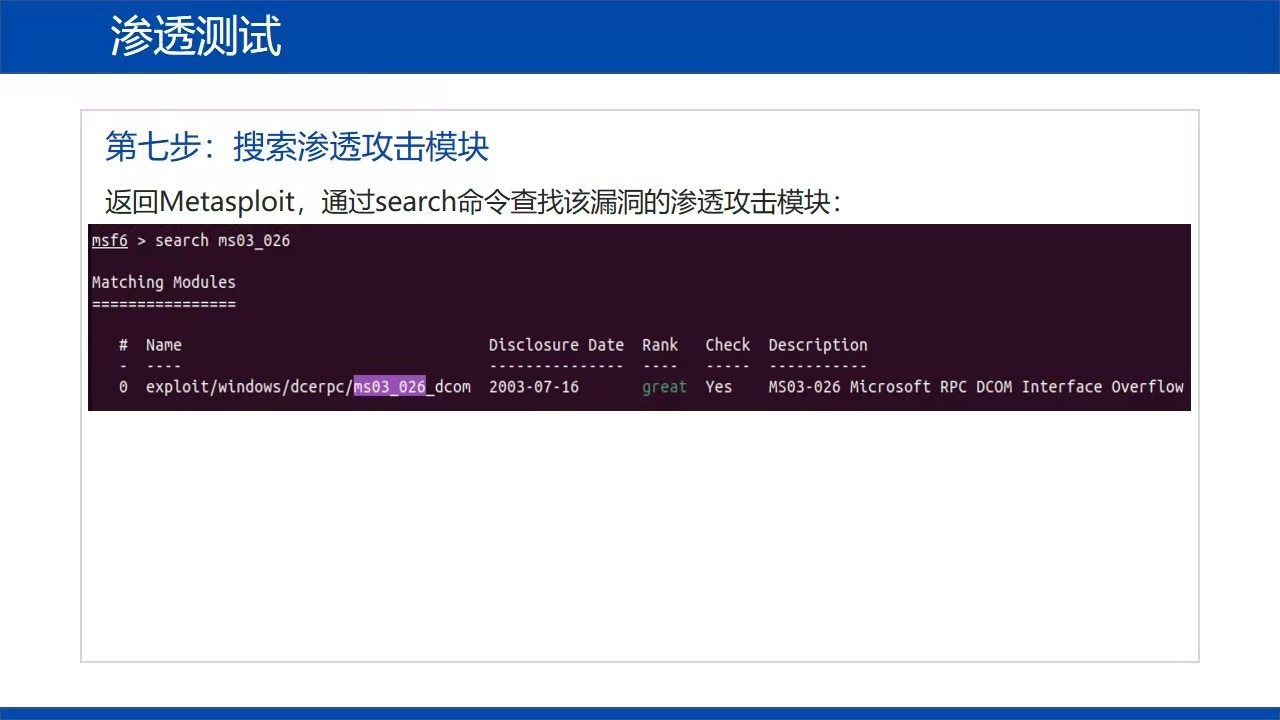 渗透测试
第七步：搜索渗透攻击模块
返回Metasploit，通过search命令查找该漏洞的渗透攻击模块：
msf6 > search ms03_026
Matching Modules
================
# Name Disclosure Date Rank Check Description
- ---- --------------- ---- ----- -----------
0 exploit/windows/dcerpc/ms03_026_dcom 2003-07-16 great Yes MS03-026 Microsoft RPC DCOM Interface Overflow